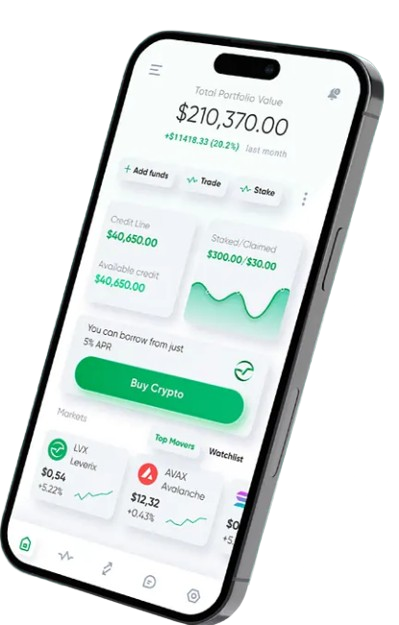 Total Portfolio Value
$210,370.00
+$11418.33 (20.2%) last month
+ Add funds
Trade
Stake
Credit Line
$40,650.00
Available credit
$40,650.00
Staked/Claimed
$300.00/$30.00
You can borrow from just
5% APR
Buy Crypto
Markets
Top Movers
Watchlist
LVX
Leverix
$0,54
+5.22%
AVAX
Avalanche
$12,32
+0.43%
$0
+5.